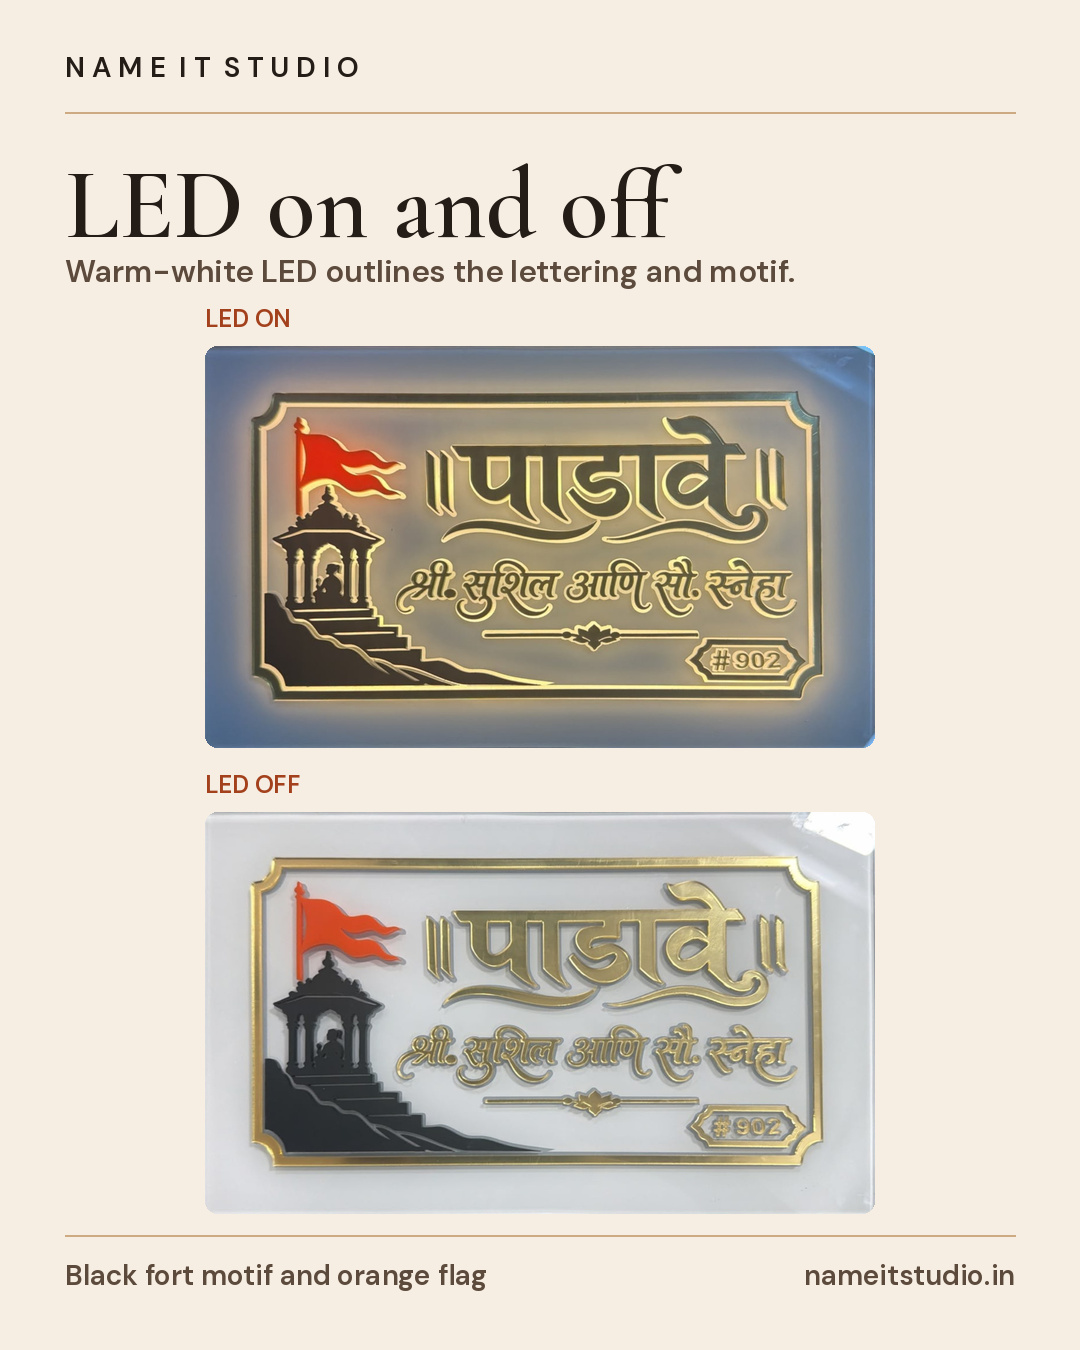 NAME IT STUDIO
LED on and off
Warm-white LED outlines the lettering and motif.
LED ON
॥ पाडावे ॥
श्री. सुशिल आणि सौ. स्नेहा
#902
LED OFF
॥ पाडावे ॥
श्री. सुशिल आणि सौ. स्नेहा
#902
Black fort motif and orange flag
nameitstudio.in